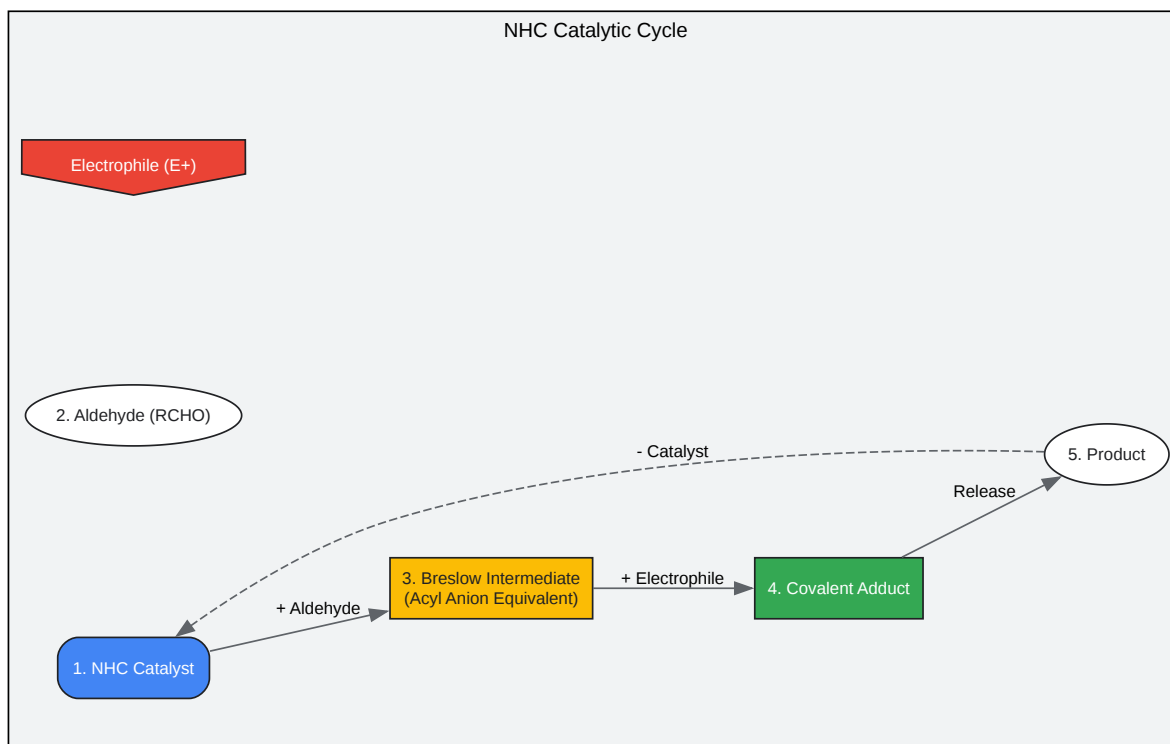 NHC Catalytic Cycle
Electrophile (E+)
2. Aldehyde (RCHO)
- Catalyst
5. Product
Release
3. Breslow Intermediate
(Acyl Anion Equivalent)
+ Electrophile
4. Covalent Adduct
+ Aldehyde
1. NHC Catalyst